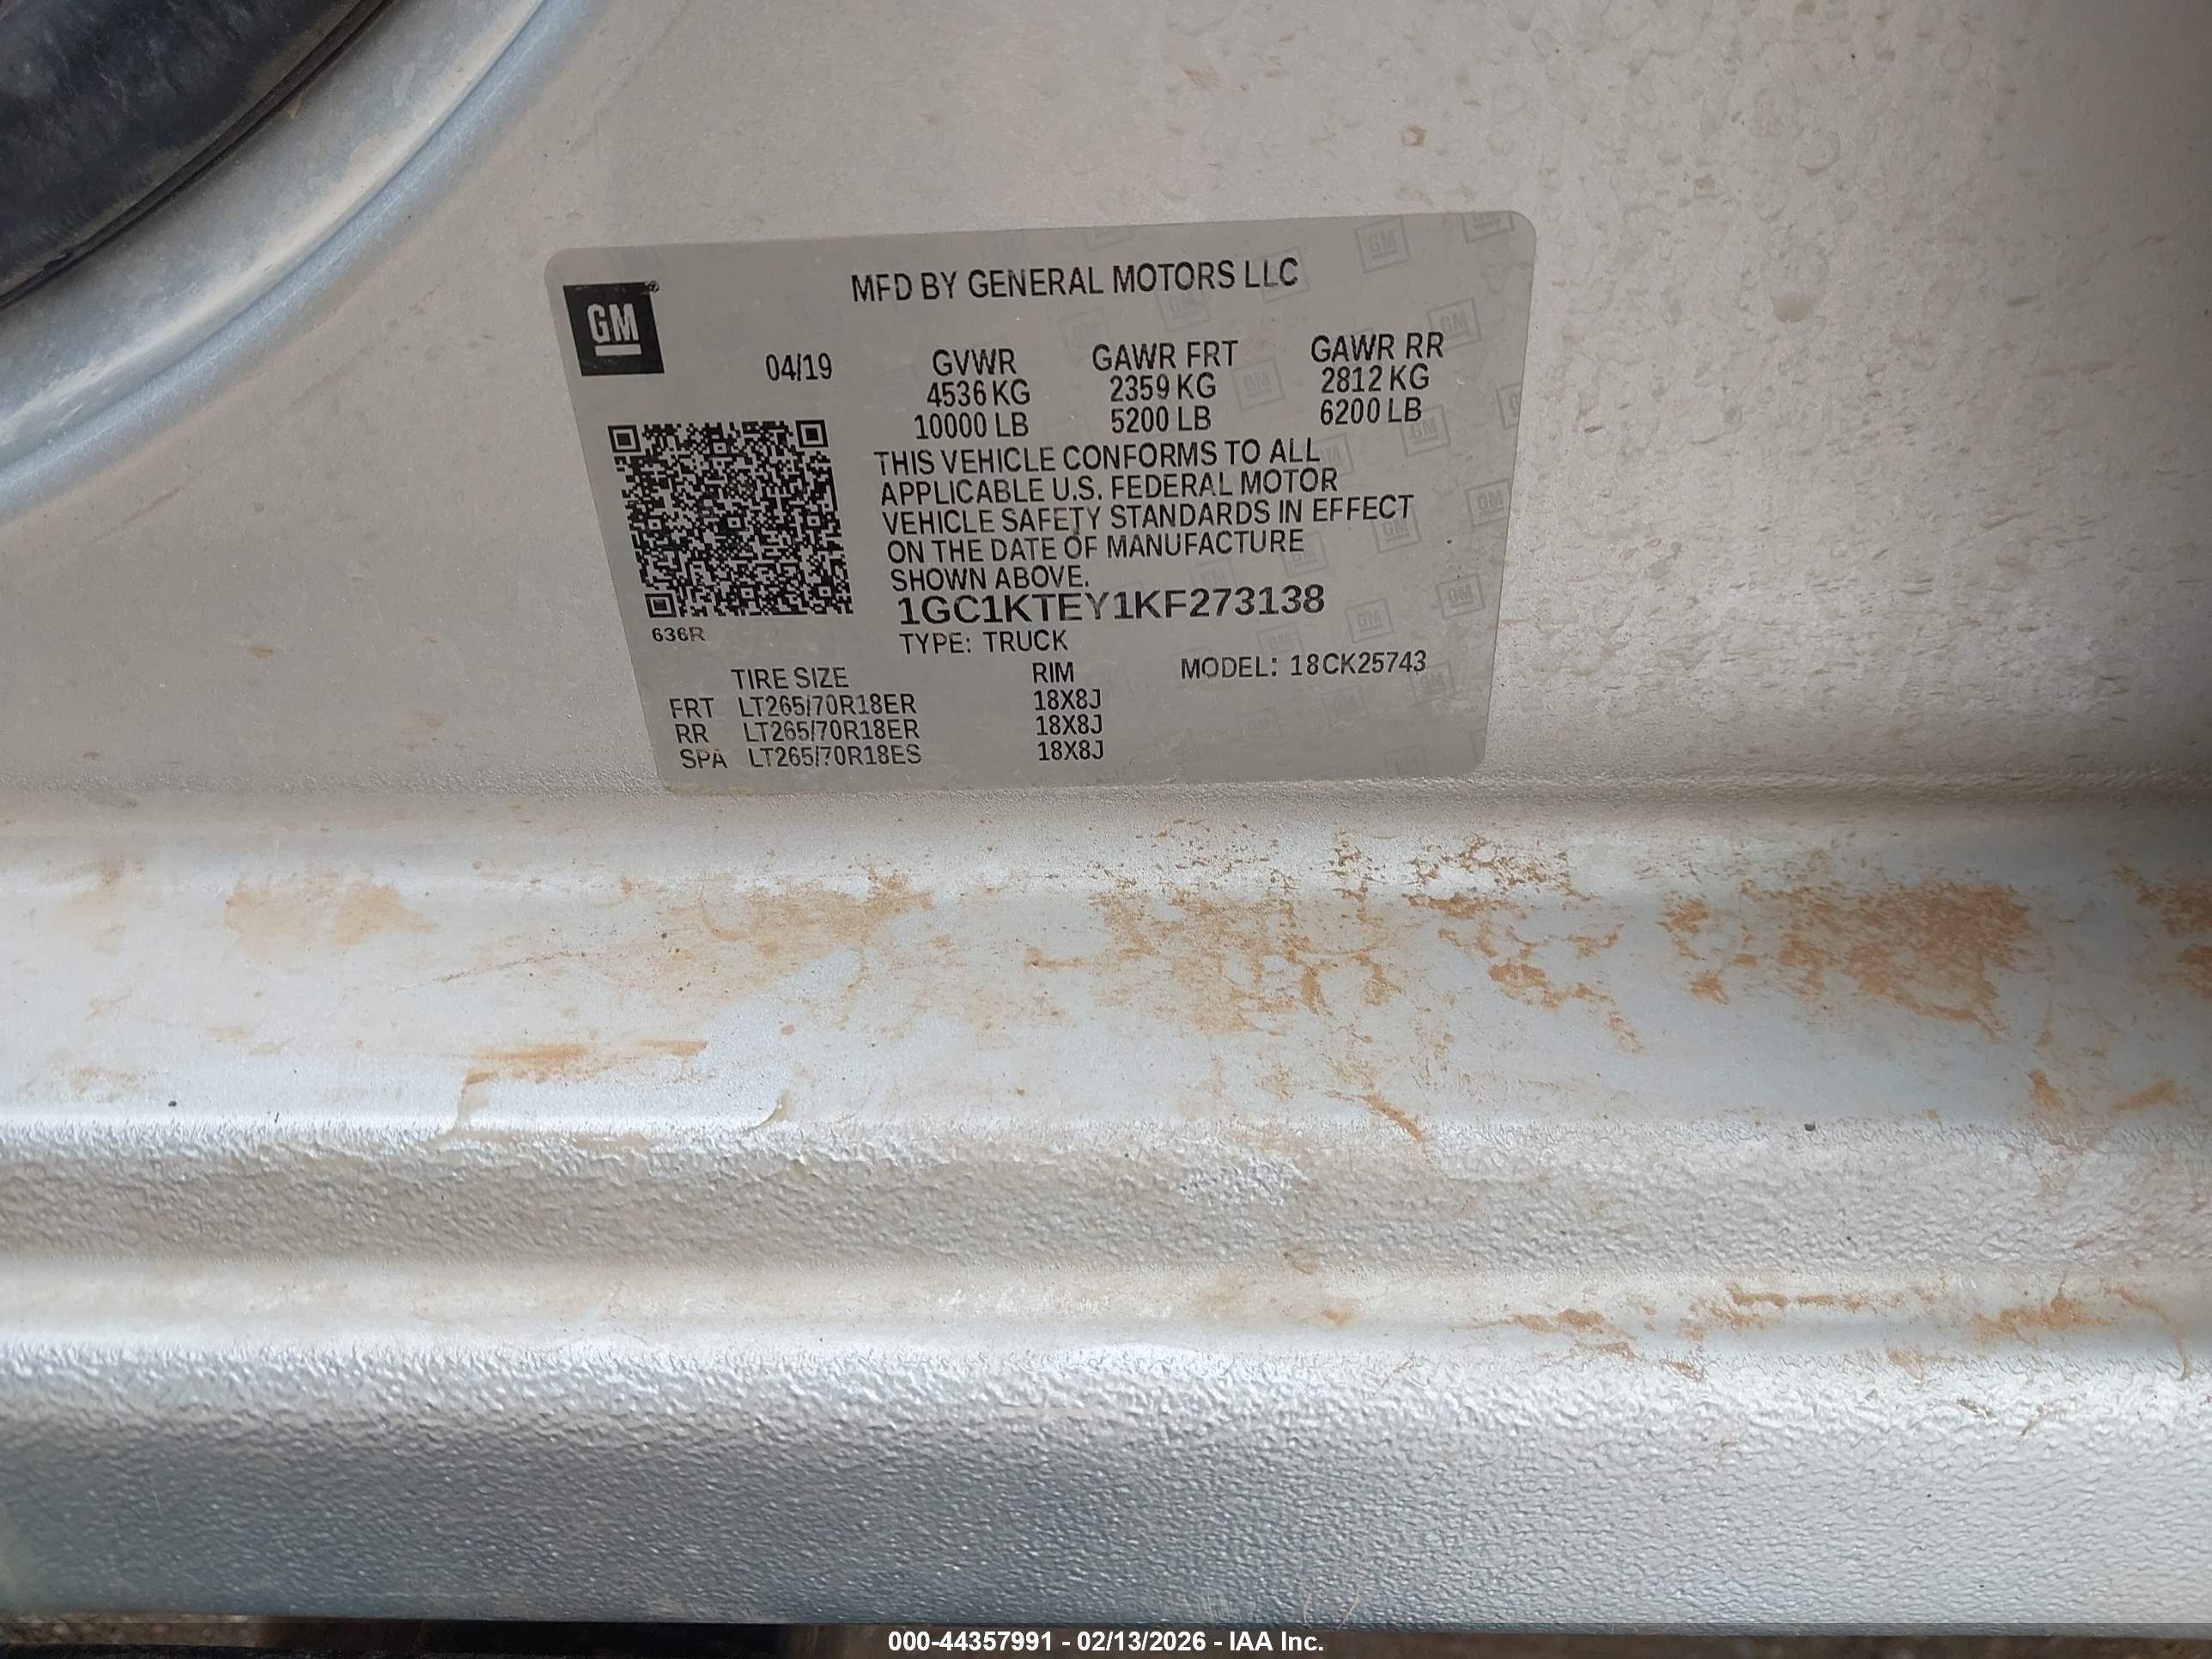 MFD BY GENERAL MOTORS LLC
GM
04/19 GVWR GAWR FRT GAWR RR
4536 KG 2359 KG 2812 KG
10000 LB 5200 LB 6200 LB
THIS VEHICLE CONFORMS TO ALL
APPLICABLE U.S. FEDERAL MOTOR
VEHICLE SAFETY STANDARDS IN EFFECT
ON THE DATE OF MANUFACTURE
SHOWN ABOVE.
1GC1KTEY1KF273138
636R
TYPE: TRUCK
TIRE SIZE RIM MODEL: 18CK25743
FRT LT265/70R18ER 18X8J
RR LT265/70R18ER 18X8J
SPA LT265/70R18ES 18X8J
000-44357991 - 02/13/2026 - IAA Inc.